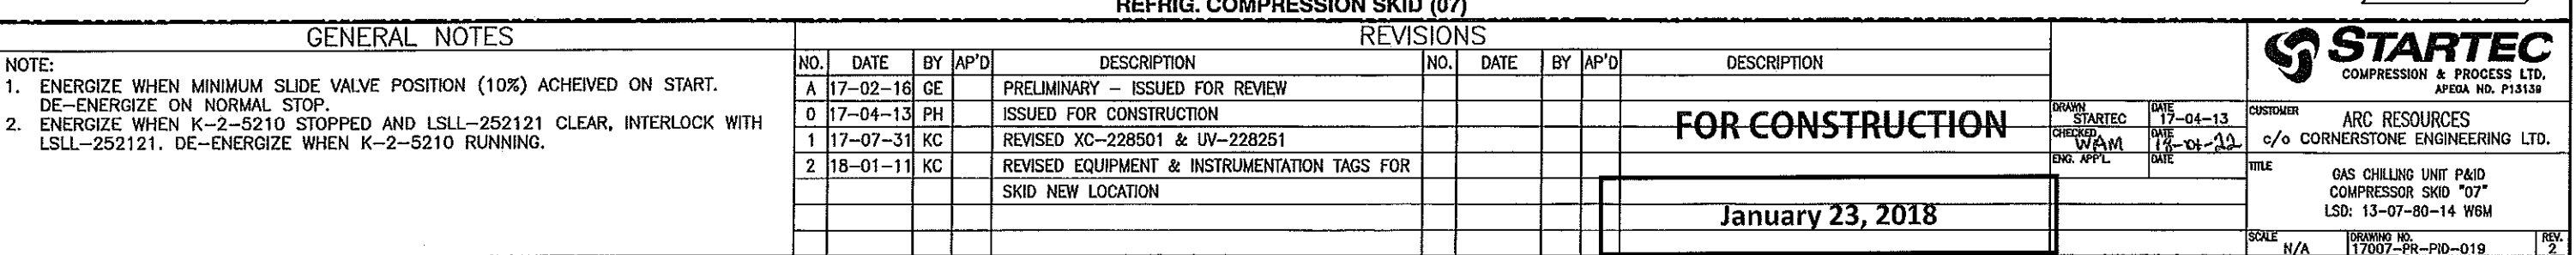 REFRIG. COMPRESSION SKID (07)
GENERAL NOTES
NOTE:
1. ENERGIZE WHEN MINIMUM SLIDE VALVE POSITION (10%) ACHEIVED ON START.
DE-ENERGIZE ON NORMAL STOP.
2. ENERGIZE WHEN K-2-5210 STOPPED AND LSLL-252121 CLEAR, INTERLOCK WITH
LSLL-252121. DE-ENERGIZE WHEN K-2-5210 RUNNING.
REVISIONS
NO. DATE BY AP'D DESCRIPTION NO. DATE BY AP'D DESCRIPTION
A 17-02-16 GE PRELIMINARY - ISSUED FOR REVIEW
0 17-04-13 PH ISSUED FOR CONSTRUCTION
1 17-07-31 KC REVISED XC-228501 & UV-228251
2 18-01-11 KC REVISED EQUIPMENT & INSTRUMENTATION TAGS FOR
SKID NEW LOCATION
FOR CONSTRUCTION
January 23, 2018
DRAWN STARTEC DATE 17-04-13
CHECKED WAM DATE 18-01-22
ENG. APP'L DATE
STARTEC
COMPRESSION & PROCESS LTD.
APEGA NO. P13139
CUSTOMER ARC RESOURCES
c/o CORNERSTONE ENGINEERING LTD.
TITLE GAS CHILLING UNIT P&ID
COMPRESSOR SKID "07"
LSD: 13-07-80-14 W6M
SCALE N/A DRAWING NO. 17007-PR-PID-019 REV. 2